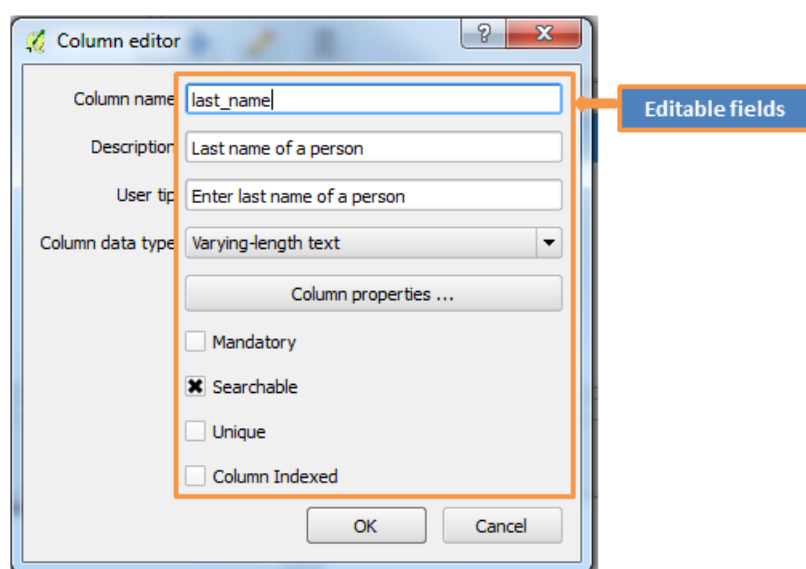 Column editor
?
Column name last_name
Editable fields
Description Last name of a person
User tip Enter last name of a person
Column data type Varying-length text
Column properties ...
Mandatory
Searchable
Unique
Column Indexed
OK Cancel